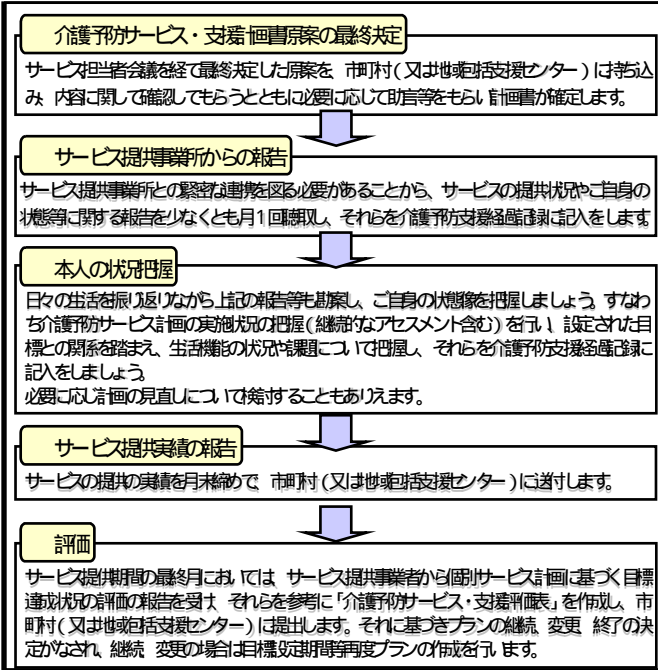 介護予防サービス・支援計画書原案の最終決定
サービス担当者会議を経て最終決定した原案を、市町村(又は地域包括支援センター)に持ち込
み、内容に関して確認してもらうとともに必要に応じて助言等をもらい計画書が確定します。
サービス提供事業所からの報告
サービス提供事業所との緊密な連携を図る必要があることから、サービスの提供状況やご自身の
状態等に関する報告を少なくとも月1回聴取し、それらを介護予防支援経過記録に記入をします
本人の状況把握
日々の生活を振り返りながら上記の報告等も勘案し、ご自身の状態像を把握しましょう。すなわ
ち介護予防サービス計画の実施状況の把握(継続的なアセスメント含む)を行い、設定された目
標との関係を踏まえ、生活機能の状況や課題について把握し、それらを介護予防支援経過記録に
記入をしましょう。
必要に応じ計画の見直しについて検討することもありえます。
サービス提供実績の報告
サービスの提供の実績を月末締めで、市町村(又は地域包括支援センター)に送付します。
評価
サービス提供期間の最終月においては、サービス提供事業者から個別サービス計画に基づく目標
達成状況の評価の報告を受け、それらを参考に「介護予防サービス・支援評価表」を作成し、市
町村(又は地域包括支援センター)に提出します。それに基づきプランの継続、変更、終了の決
定がなされ、継続、変更の場合は目標設定期間等再度プランの作成を行います。